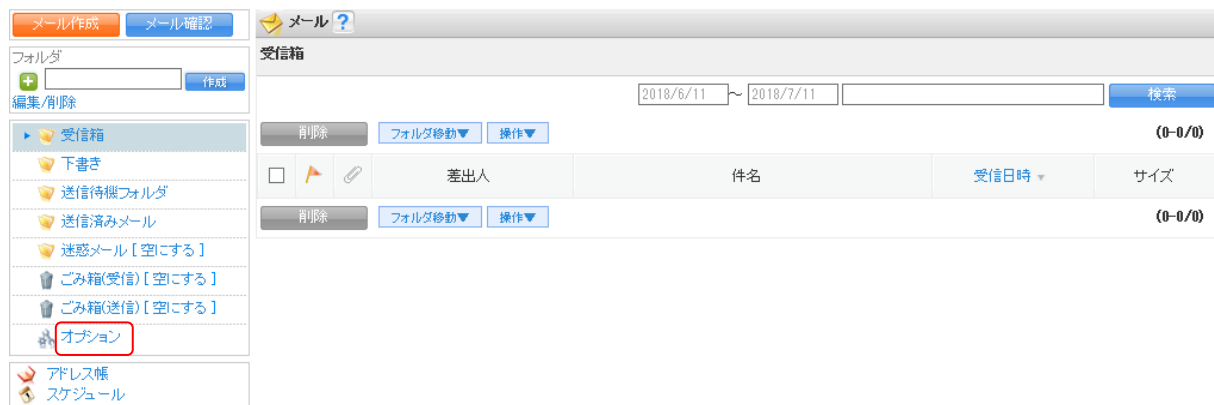 メール作成 メール確認
フォルダ
作成
編集/削除
受信箱
下書き
送信待機フォルダ
送信済みメール
迷惑メール [ 空にする ]
ごみ箱(受信) [ 空にする ]
ごみ箱(送信) [ 空にする ]
オプション
アドレス帳
スケジュール
メール ?
受信箱
2018/6/11 ～ 2018/7/11 検索
削除 フォルダ移動▼ 操作▼ (0-0/0)
差出人 件名 受信日時 ▼ サイズ
削除 フォルダ移動▼ 操作▼ (0-0/0)